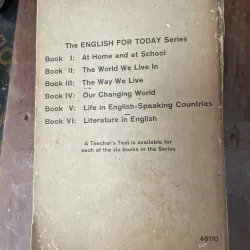 The ENGLISH FOR TODAY Series
Book I: At Home and at School
Book II: The World We Live In
Book III: The Way We Live
Book IV: Our Changing World
Book V: Life in English-Speaking Countries
Book VI: Literature in English
A Teacher's Text is available for
each of the six books in the Series
46110